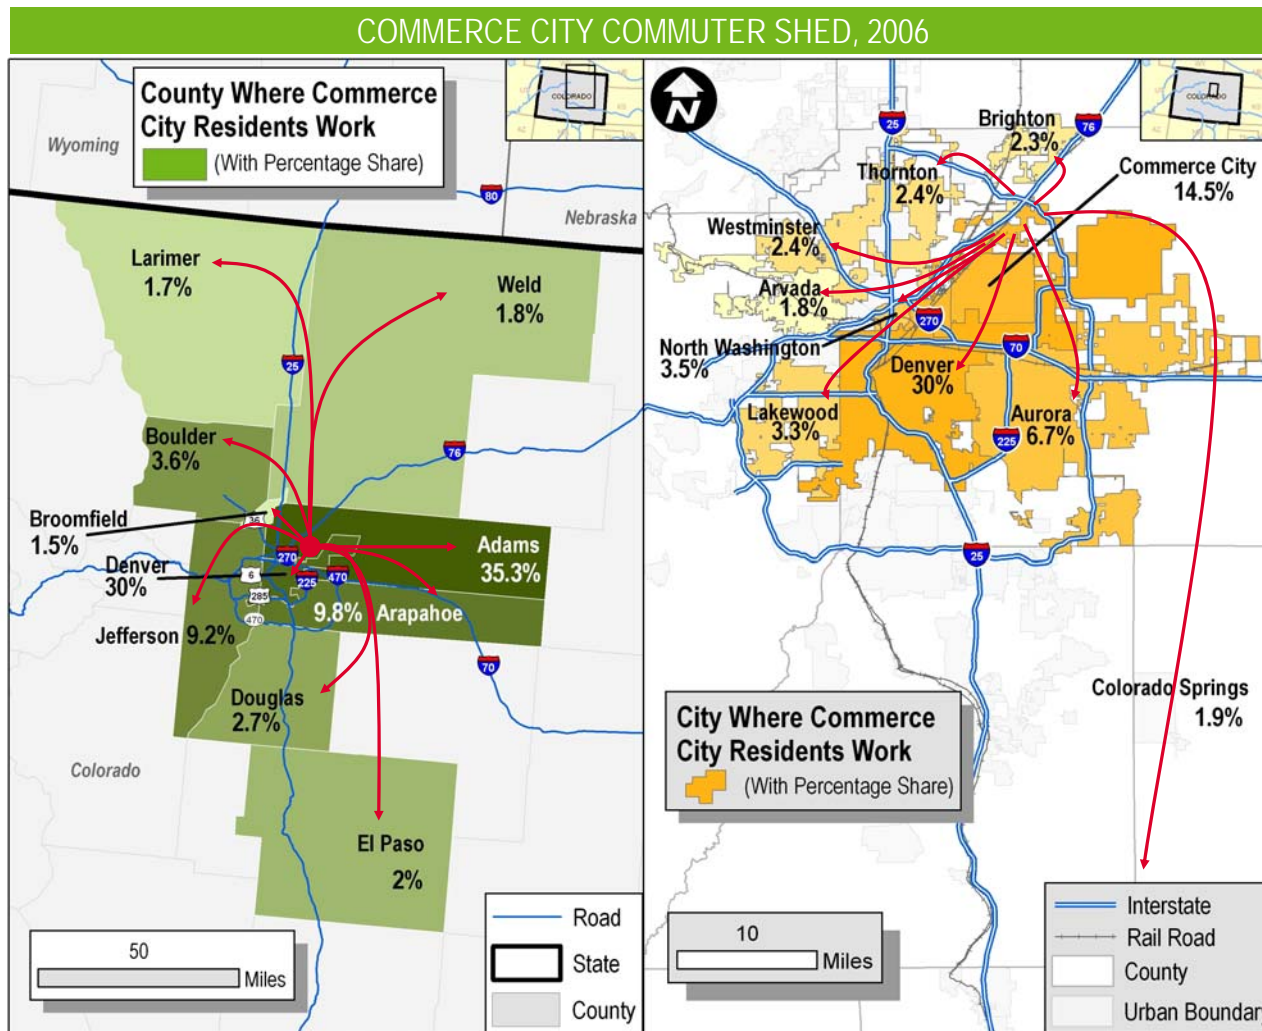 COMMERCE CITY COMMUTER SHED, 2006
County Where Commerce
City Residents Work
(With Percentage Share)
COLORADO
Wyoming
80
Nebraska
Larimer
1.7%
Weld
1.8%
25
Boulder
3.6%
76
Broomfield
1.5%
36
Denver
30%
270
6
225
470
285
470
Adams
35.3%
9.8% Arapahoe
Jefferson 9.2%
70
Douglas
2.7%
Colorado
El Paso
2%
50
Miles
Road
State
County
N
25
Brighton
2.3%
76
COLORADO
Thornton
2.4%
Commerce City
14.5%
Westminster
2.4%
Arvada
1.8%
270
North Washington
3.5%
70
Denver
30%
Lakewood
3.3%
Aurora
6.7%
225
25
Colorado Springs
1.9%
City Where Commerce
City Residents Work
(With Percentage Share)
10
Miles
Interstate
Rail Road
County
Urban Boundar